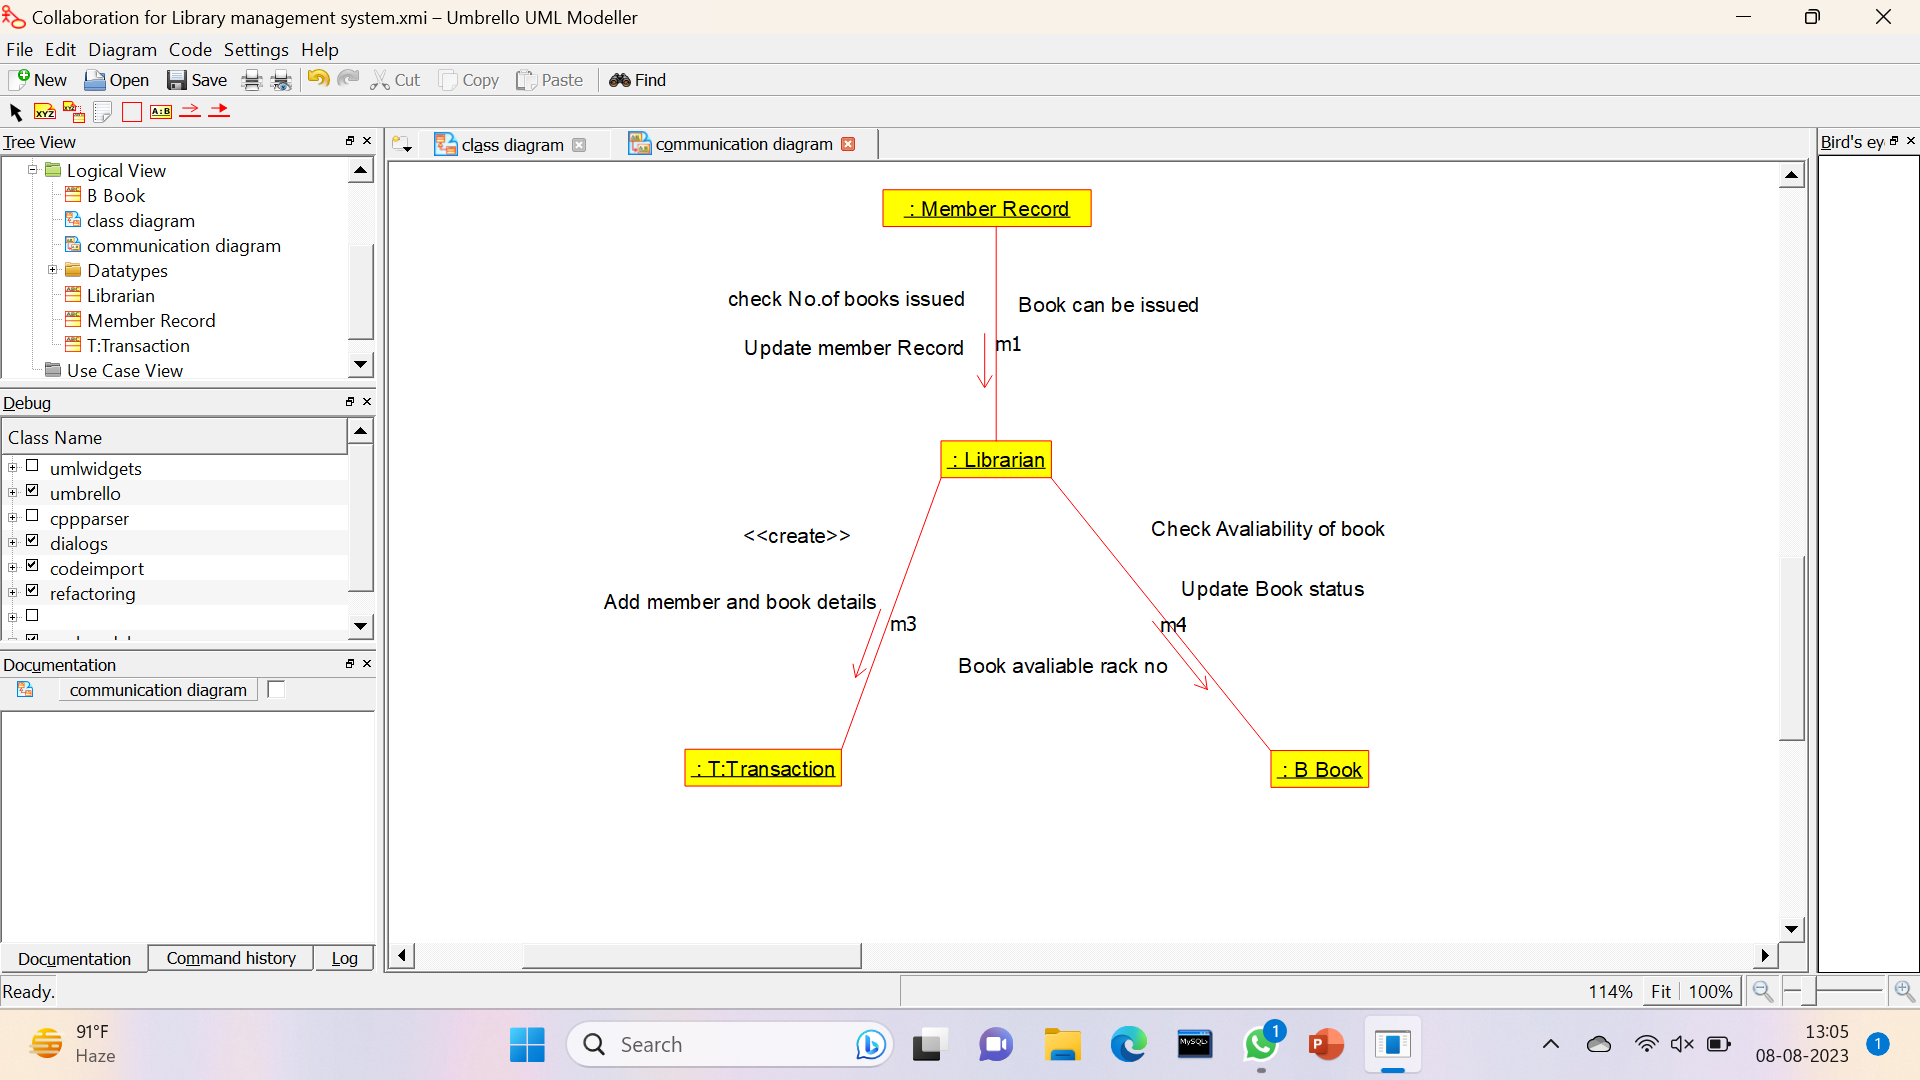 Collaboration for Library management system.xmi – Umbrello UML Modeller
File Edit Diagram Code Settings Help
New Open Save Cut Copy Paste Find
XYZ XYZ A:B
Tree View
Logical View
B Book
class diagram
communication diagram
Datatypes
Librarian
Member Record
T:Transaction
Use Case View
Debug
Class Name
umlwidgets
umbrello
cppparser
dialogs
codeimport
refactoring
Documentation
communication diagram
Documentation Command history Log
Ready.
class diagram communication diagram
: Member Record
check No.of books issued
Book can be issued
Update member Record
m1
: Librarian
<<create>>
Check Avaliability of book
Add member and book details
Update Book status
m3
m4
Book avaliable rack no
: T:Transaction
: B Book
Bird's ey
114% Fit 100%
91°F
Haze
Search
MySQL
1
P
13:05
08-08-2023
1